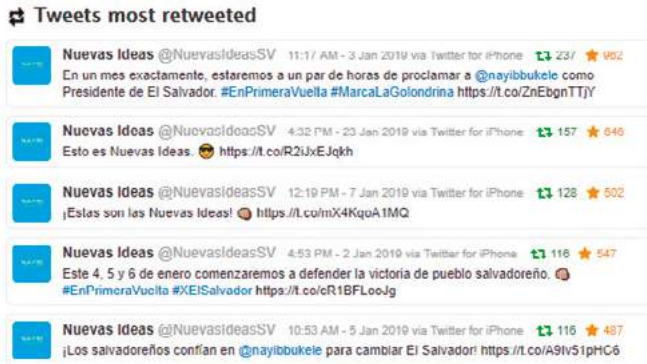 Tweets most retweeted
Nuevas Ideas @NuevasIdeasSV 11:17 AM - 3 Jan 2019 via Twitter for iPhone 237 962
En un mes exactamente, estaremos a un par de horas de proclamar a @nayibbukele como
Presidente de El Salvador. #EnPrimeraVuelta #MarcaLaGolondrina https://t.co/ZnEbgnTTjY
Nuevas Ideas @NuevasIdeasSV 4:32 PM - 23 Jan 2019 via Twitter for iPhone 157 646
Esto es Nuevas Ideas. 😎 https://t.co/R2iJxEJqkh
Nuevas Ideas @NuevasIdeasSV 12:19 PM - 7 Jan 2019 via Twitter for iPhone 128 502
¡Estas son las Nuevas Ideas! https://t.co/mX4KqoA1MQ
Nuevas Ideas @NuevasIdeasSV 4:53 PM - 2 Jan 2019 via Twitter for iPhone 116 547
Este 4, 5 y 6 de enero comenzaremos a defender la victoria de pueblo salvadoreño.
#EnPrimeraVuelta #XElSalvador https://t.co/cR1BFLooJg
Nuevas Ideas @NuevasIdeasSV 10:53 AM - 5 Jan 2019 via Twitter for iPhone 116 487
¡Los salvadoreños confían en @nayibbukele para cambiar El Salvador! https://t.co/A9Iv51pHC6